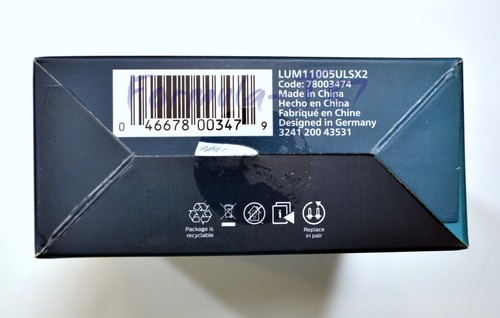 LUM11005ULSX2
Code: 78003474
Made in China
Hecho en China
Fabriqué en Chine
Designed in Germany
3241 200 43531
0 46678 00347 9
Package is
recyclable
Replace
in pair